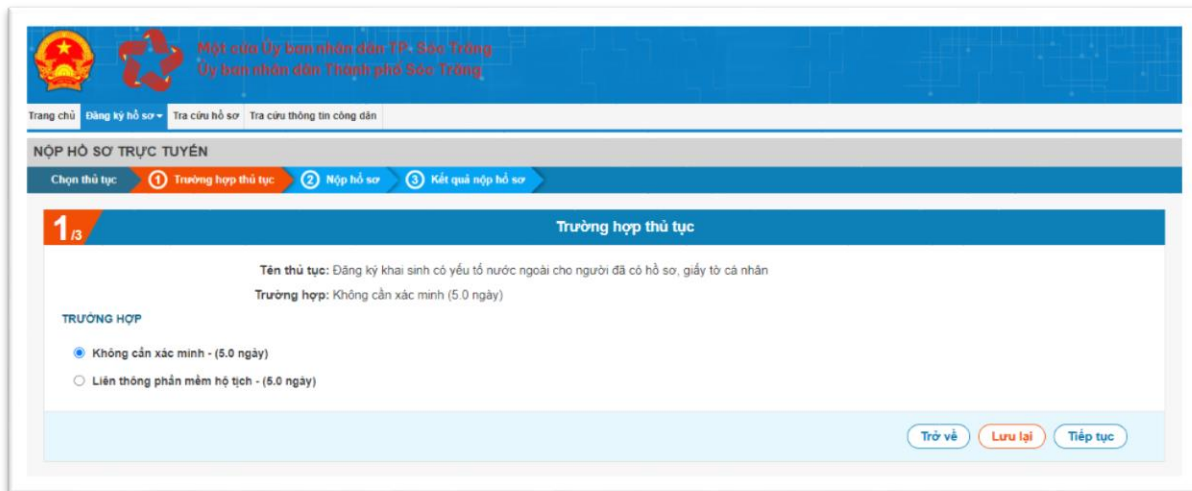 Một cửa Ủy ban nhân dân TP. Sóc Trăng
Ủy ban nhân dân Thành phố Sóc Trăng
Trang chủ Đăng ký hồ sơ Tra cứu hồ sơ Tra cứu thông tin công dân
NỘP HỒ SƠ TRỰC TUYẾN
Chọn thủ tục 1 Trường hợp thủ tục 2 Nộp hồ sơ 3 Kết quả nộp hồ sơ
1/3 Trường hợp thủ tục
Tên thủ tục: Đăng ký khai sinh có yếu tố nước ngoài cho người đã có hồ sơ, giấy tờ cá nhân
Trường hợp: Không cần xác minh (5.0 ngày)
TRƯỜNG HỢP
Không cần xác minh - (5.0 ngày)
Liên thông phần mềm hộ tịch - (5.0 ngày)
Trở về Lưu lại Tiếp tục